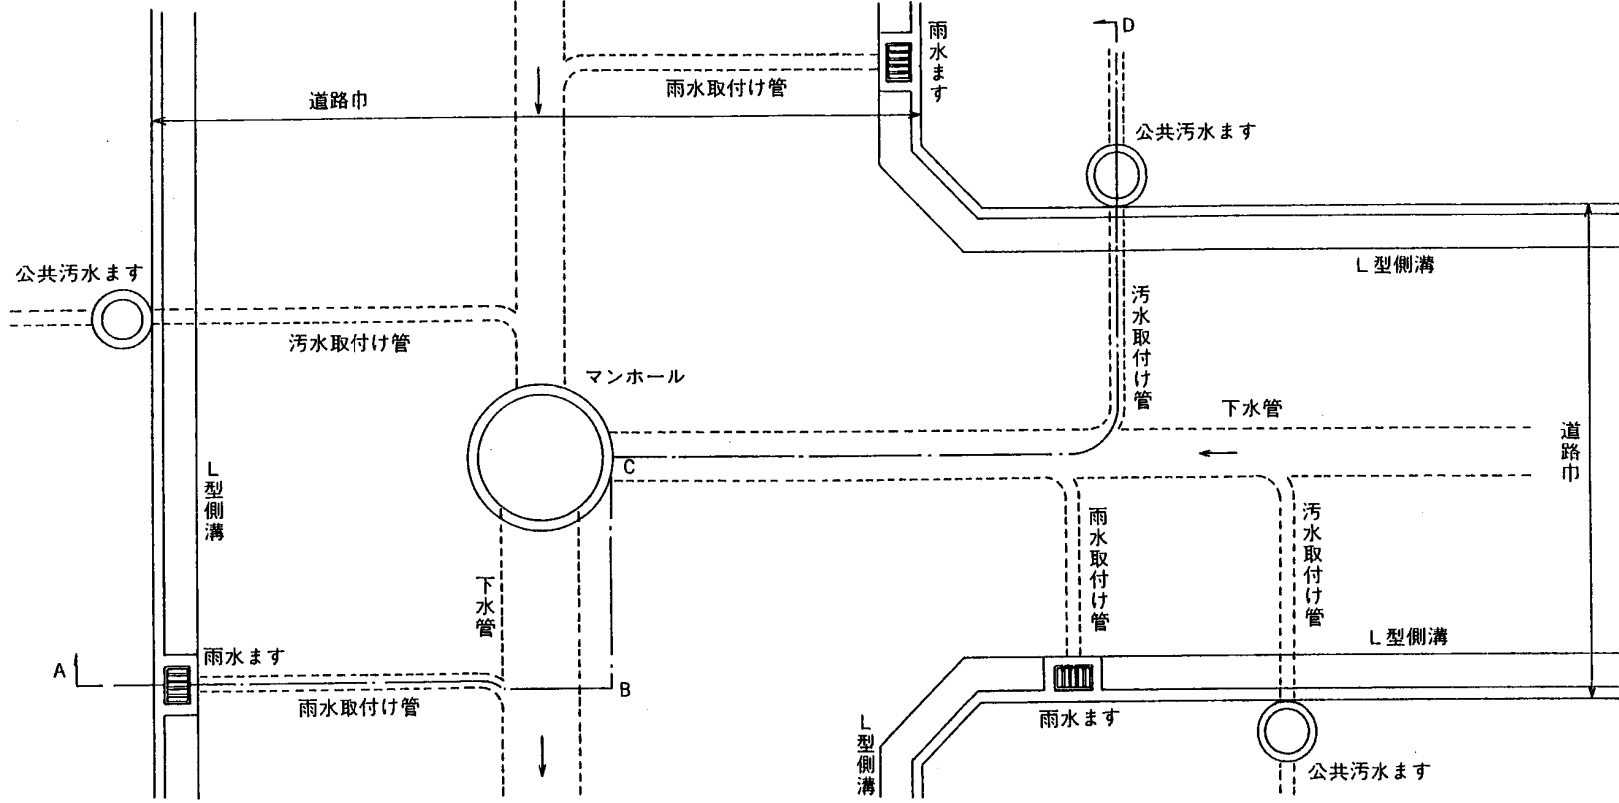 D
雨水ます
雨水取付け管
道路巾
公共汚水ます
公共汚水ます
L型側溝
汚水取付け管
汚水取付け管
マンホール
下水管
道路巾
C
L型側溝
雨水取付け管
汚水取付け管
下水管
L型側溝
A
雨水ます
B
雨水取付け管
雨水ます
L型側溝
公共汚水ます